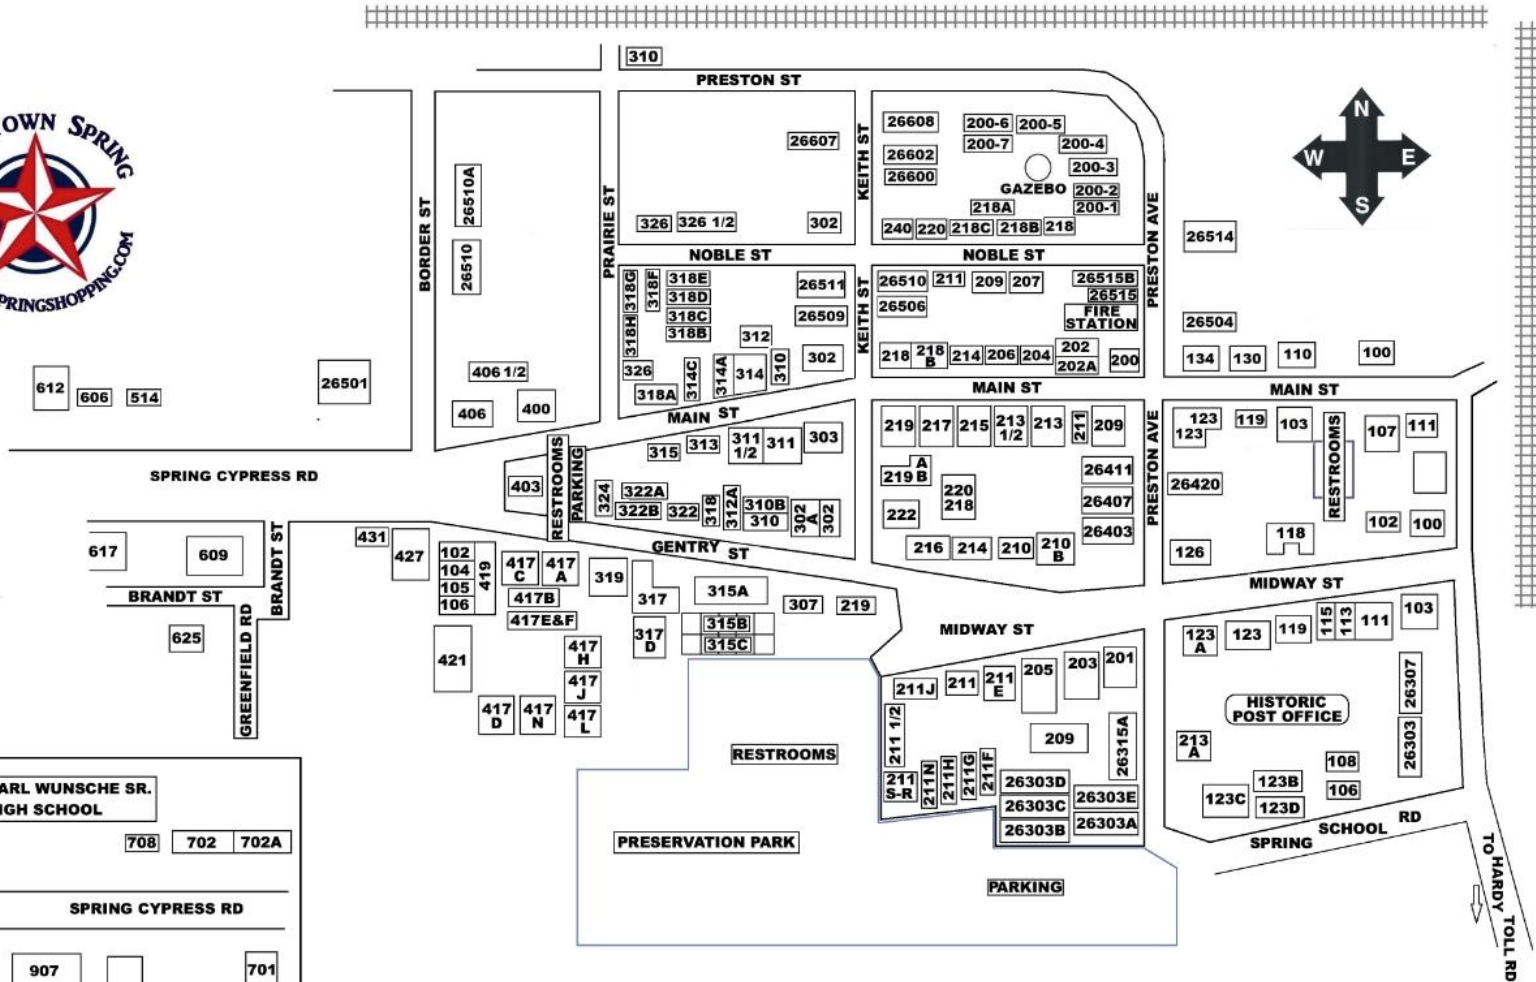 OWN SPRING
PRINGSHOPPING.COM
310
PRESTON ST
N
W E
S
26608
200-6 200-5
26607
200-7 200-4
26602
200-3
26600
GAZEBO 200-2
218A 200-1
326 326 1/2 302
240 220 218C 218B 218
KEITH ST
PRAIRIE ST
BORDER ST
PRESTON AVE
26510A
26510
NOBLE ST
NOBLE ST
26514
318G
318F
318E
318D
318C
318B
318H
26511
26509
312
326
318A
314C
314A
314
310
302
KEITH ST
26510 211 209 207 26515B
26515
26506
FIRE
STATION
218
218
B
214 206 204
202
202A
200
26504
134 130 110 100
612 606 514
26501
406 1/2
406 400
MAIN ST
MAIN ST
MAIN ST
SPRING CYPRESS RD
403
RESTROOMS
PARKING
315 313
311
1/2
311 303
324
322A
322B
322
318
312A
310B
310
302
A
302
219 217 215
213
1/2
213
211
209
219
A
B
220
218
222
26411
26407
26403
216 214 210
210
B
PRESTON AVE
123
123
119 103 107 111
RESTROOMS
26420
102 100
118
126
GENTRY ST
MIDWAY ST
MIDWAY ST
617 609
BRANDT ST
BRANDT ST
GREENFIELD RD
625
431 427
102
104
105
106
419
417
C
417
A
417B
417E&F
319
317
315A
307 219
317
D
315B
315C
421
417
H
417
J
417
L
417
D
417
N
211J 211
211
E
205 203 201
211 1/2
209
26315A
211
S-R
211N
211H
211G
211F
26303D
26303C
26303B
26303E
26303A
123
A
123 119
115
113
111 103
26307
26303
HISTORIC
POST OFFICE
213
A
108
106
123C
123B
123D
SPRING SCHOOL RD
TO HARDY TOLL RD
RESTROOMS
PRESERVATION PARK
PARKING
ARL WUNSCHE SR.
IGH SCHOOL
708 702 702A
SPRING CYPRESS RD
907 701